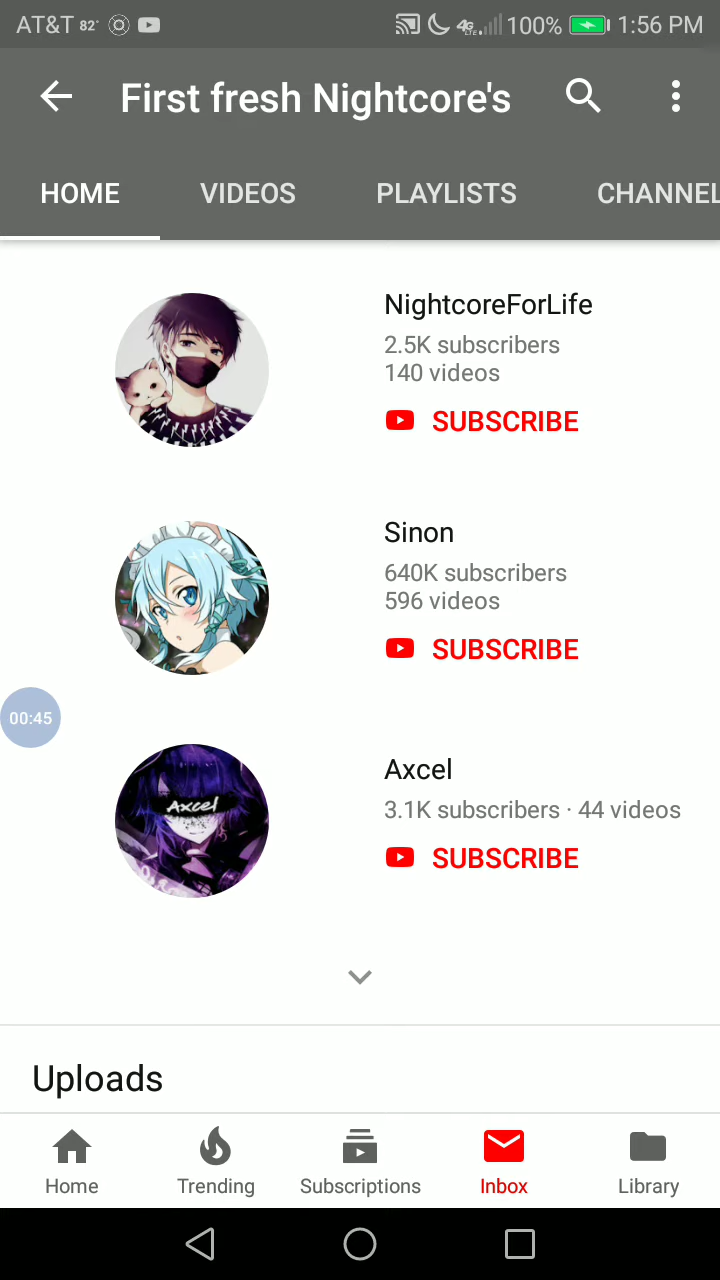 AT&T 82° 4G LTE 100% 1:56 PM
First fresh Nightcore's
HOME VIDEOS PLAYLISTS CHANNEL
NightcoreForLife
2.5K subscribers
140 videos
SUBSCRIBE
Sinon
640K subscribers
596 videos
SUBSCRIBE
00:45
Axcel
Axcel
3.1K subscribers · 44 videos
SUBSCRIBE
Uploads
Home Trending Subscriptions Inbox Library